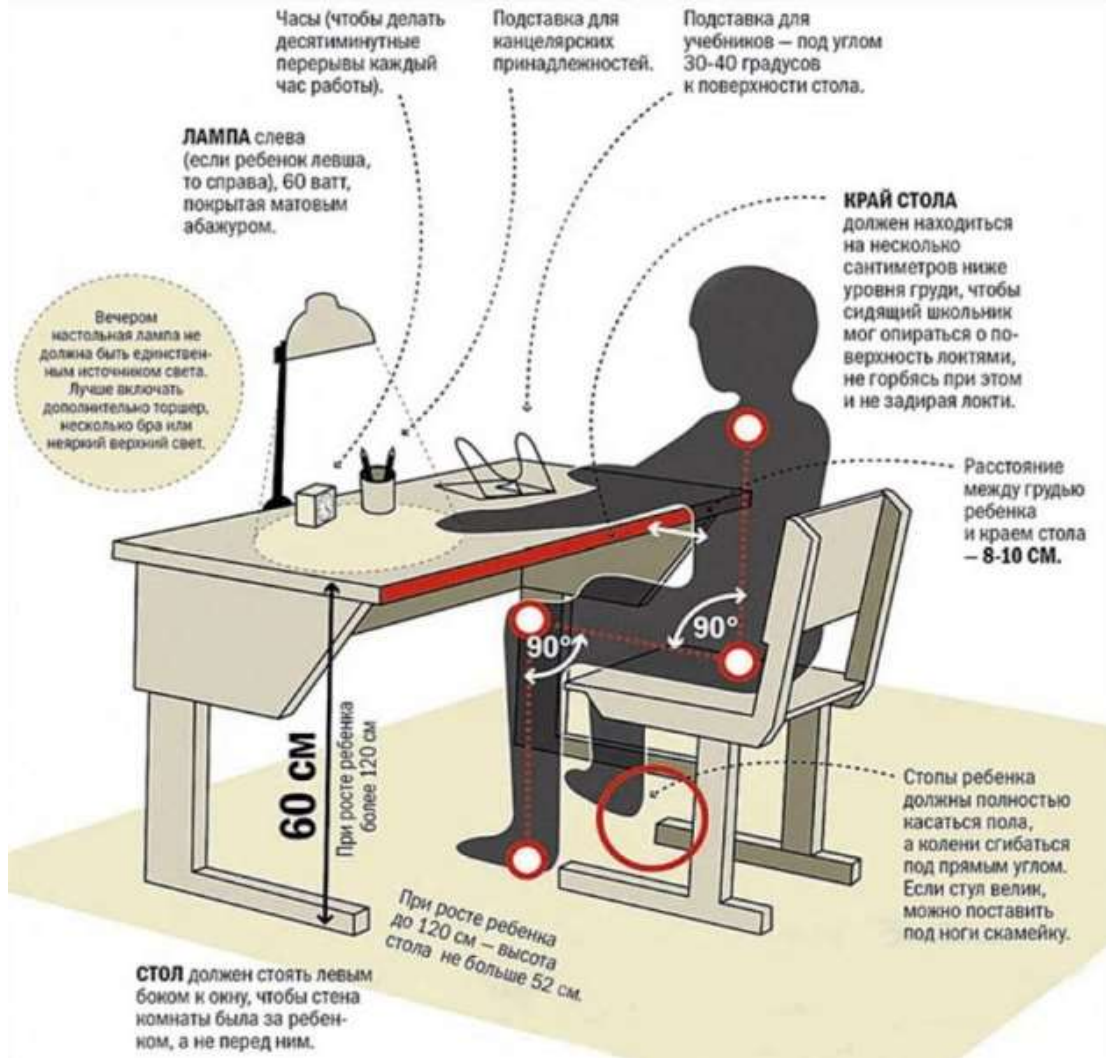 Часы (чтобы делать
десятиминутные
перерывы каждый
час работы).
Подставка для
канцелярских
принадлежностей.
Подставка для
учебников — под углом
30-40 градусов
к поверхности стола.
ЛАМПА слева
(если ребенок левша,
то справа), 60 ватт,
покрытая матовым
абажуром.
КРАЙ СТОЛА
должен находиться
на несколько
сантиметров ниже
уровня груди, чтобы
сидящий школьник
мог опираться о по-
верхность локтями,
не горбясь при этом
и не задирая локти.
Вечером
настольная лампа не
должна быть единствен-
ным источником света.
Лучше включать
дополнительно торшер,
несколько бра или
неяркий верхний свет.
Расстояние
между грудью
ребенка
и краем стола
— 8-10 СМ.
90°
90°
60 СМ
При росте ребенка
более 120 см
Стопы ребенка
должны полностью
касаться пола,
а колени сгибаться
под прямым углом.
Если стул велик,
можно поставить
под ноги скамейку.
При росте ребенка
до 120 см — высота
стола не больше 52 см.
СТОЛ должен стоять левым
боком к окну, чтобы стена
комнаты была за ребен-
ком, а не перед ним.